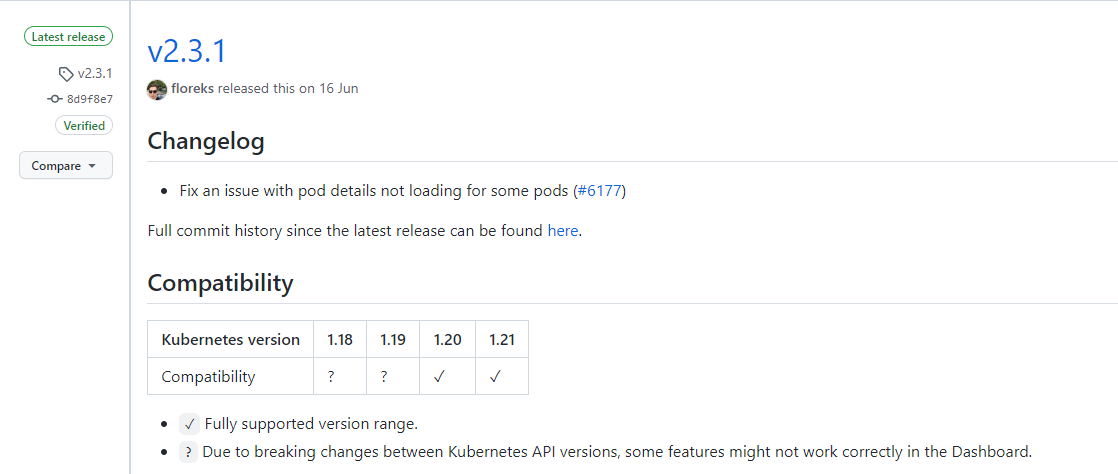 Latest release
v2.3.1
8d9f8e7
Verified
Compare
v2.3.1
floreks released this on 16 Jun
Changelog
• Fix an issue with pod details not loading for some pods (#6177)
Full commit history since the latest release can be found here.
Compatibility
Kubernetes version 1.18 1.19 1.20 1.21
Compatibility ? ? ✓ ✓
• ✓ Fully supported version range.
• ? Due to breaking changes between Kubernetes API versions, some features might not work correctly in the Dashboard.